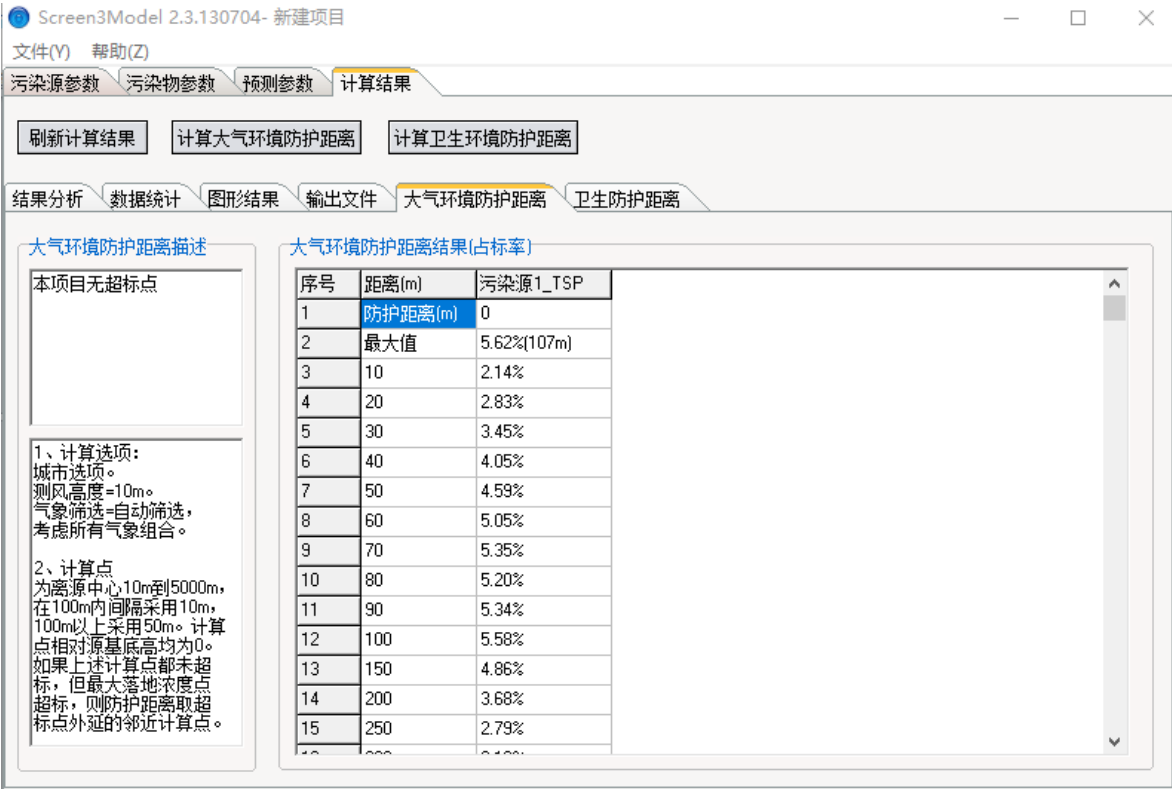 Screen3Model 2.3.130704- 新建项目
文件(Y) 帮助(Z)
污染源参数 污染物参数 预测参数 计算结果
刷新计算结果 计算大气环境防护距离 计算卫生环境防护距离
结果分析 数据统计 图形结果 输出文件 大气环境防护距离 卫生防护距离
大气环境防护距离描述
本项目无超标点
1、计算选项:
城市选项。
测风高度=10m。
气象筛选=自动筛选,
考虑所有气象组合。
2、计算点
为离源中心10m到5000m,
在100m内间隔采用10m,
100m以上采用50m。计算
点相对源基底高均为0。
如果上述计算点都未超
标,但最大落地浓度点
超标,则防护距离取超
标点外延的邻近计算点。
大气环境防护距离结果(占标率)
序号 距离(m) 污染源1_TSP
1 防护距离(m) 0
2 最大值 5.62%(107m)
3 10 2.14%
4 20 2.83%
5 30 3.45%
6 40 4.05%
7 50 4.59%
8 60 5.05%
9 70 5.35%
10 80 5.20%
11 90 5.34%
12 100 5.58%
13 150 4.86%
14 200 3.68%
15 250 2.79%